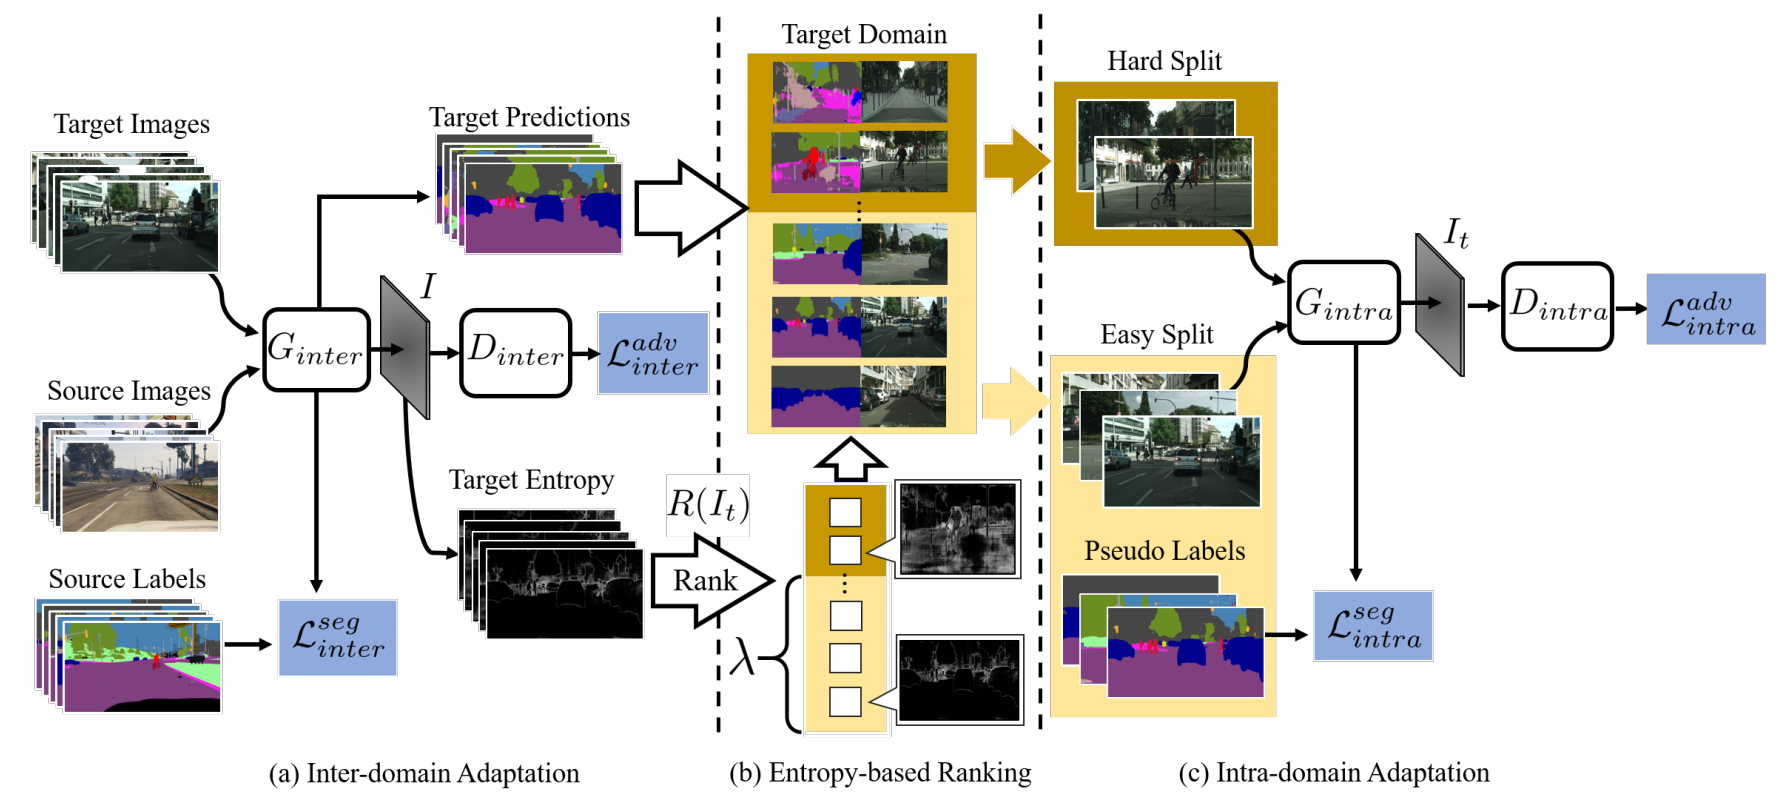 Target Images
Target Predictions
Source Images
Source Labels
G_{inter}
I
D_{inter}
\mathcal{L}_{inter}^{adv}
\mathcal{L}_{inter}^{seg}
Target Entropy
R(I_t)
Rank
Target Domain
λ
Hard Split
Easy Split
Pseudo Labels
G_{intra}
I_t
D_{intra}
\mathcal{L}_{intra}^{adv}
\mathcal{L}_{intra}^{seg}
(a) Inter-domain Adaptation
(b) Entropy-based Ranking
(c) Intra-domain Adaptation